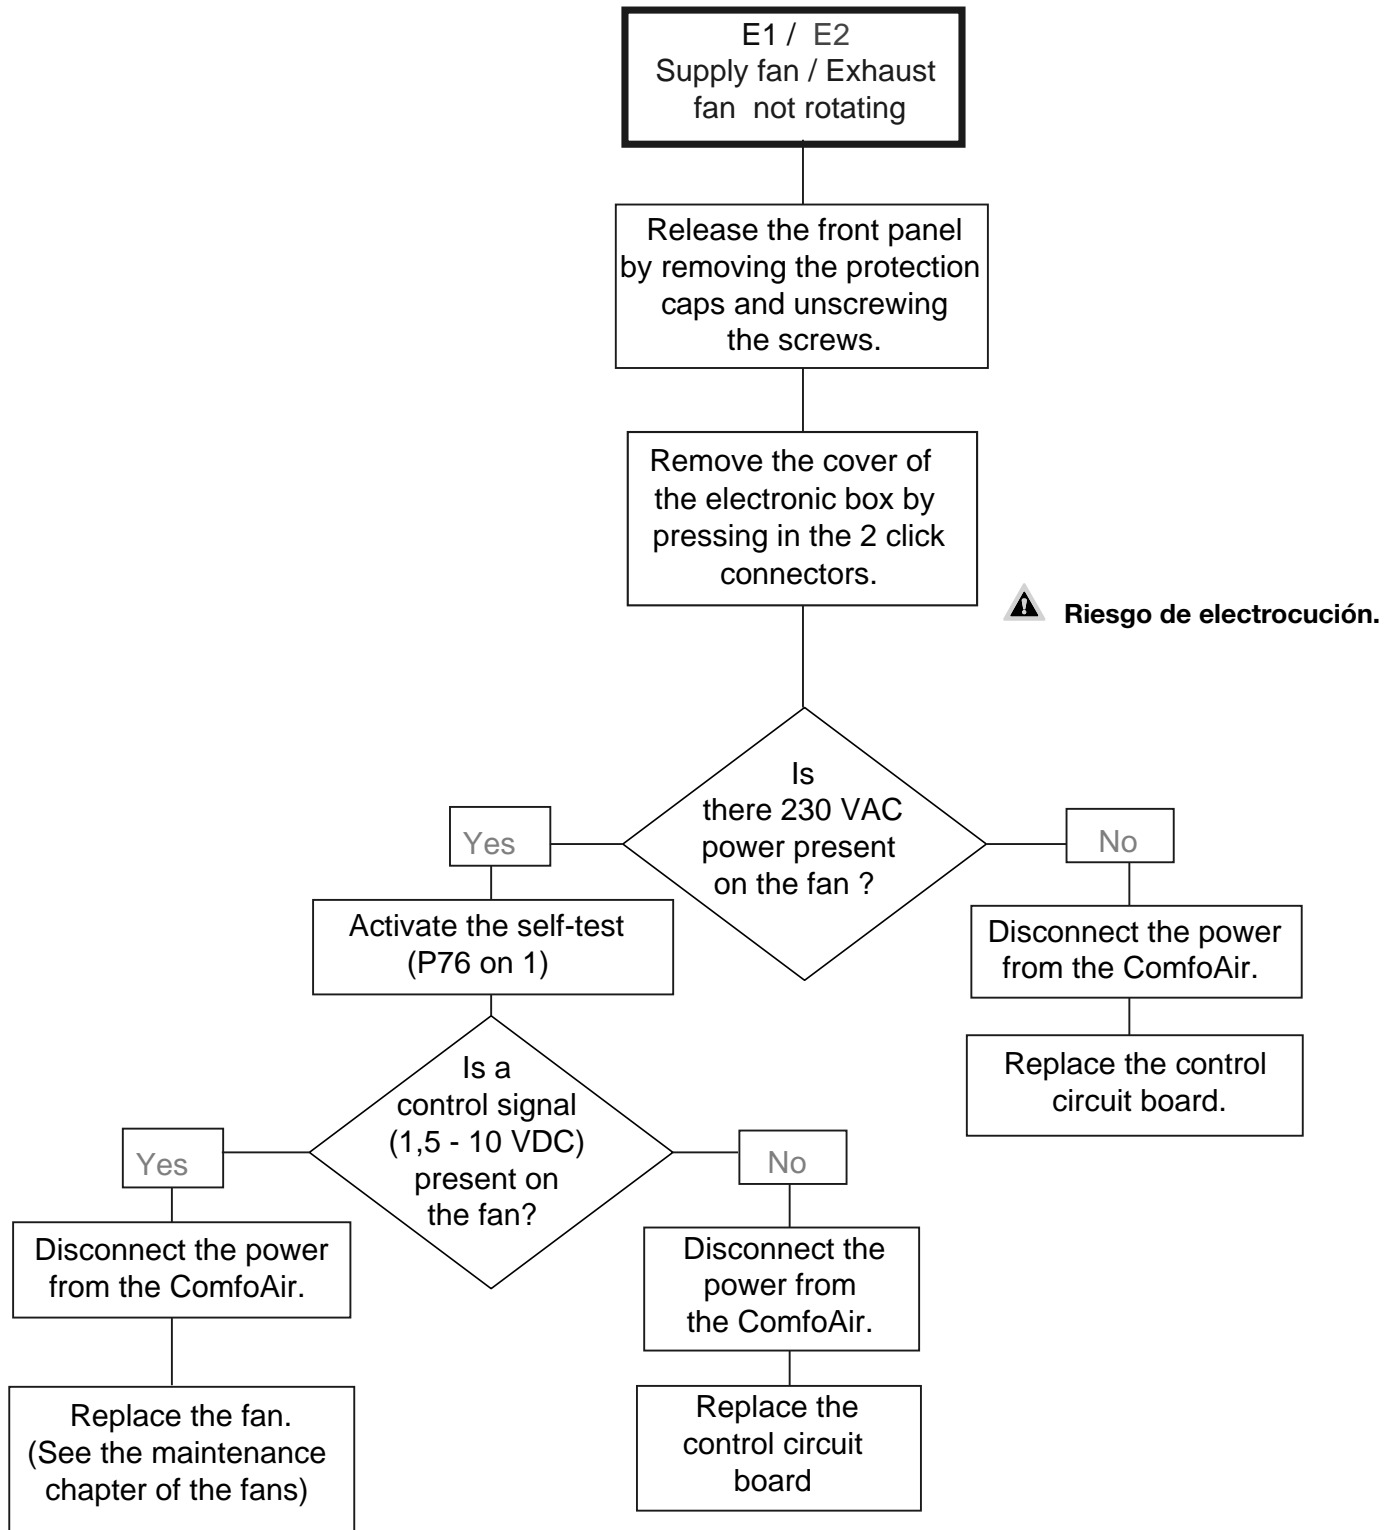 E1 / E2
Supply fan / Exhaust
fan not rotating
Release the front panel
by removing the protection
caps and unscrewing
the screws.
Remove the cover of
the electronic box by
pressing in the 2 click
connectors.
Riesgo de electrocución.
Is
there 230 VAC
power present
on the fan ?
Yes
No
Activate the self-test
(P76 on 1)
Disconnect the power
from the ComfoAir.
Replace the control
circuit board.
Is a
control signal
(1,5 - 10 VDC)
present on
the fan?
Yes
No
Disconnect the power
from the ComfoAir.
Disconnect the
power from
the ComfoAir.
Replace the fan.
(See the maintenance
chapter of the fans)
Replace the
control circuit
board